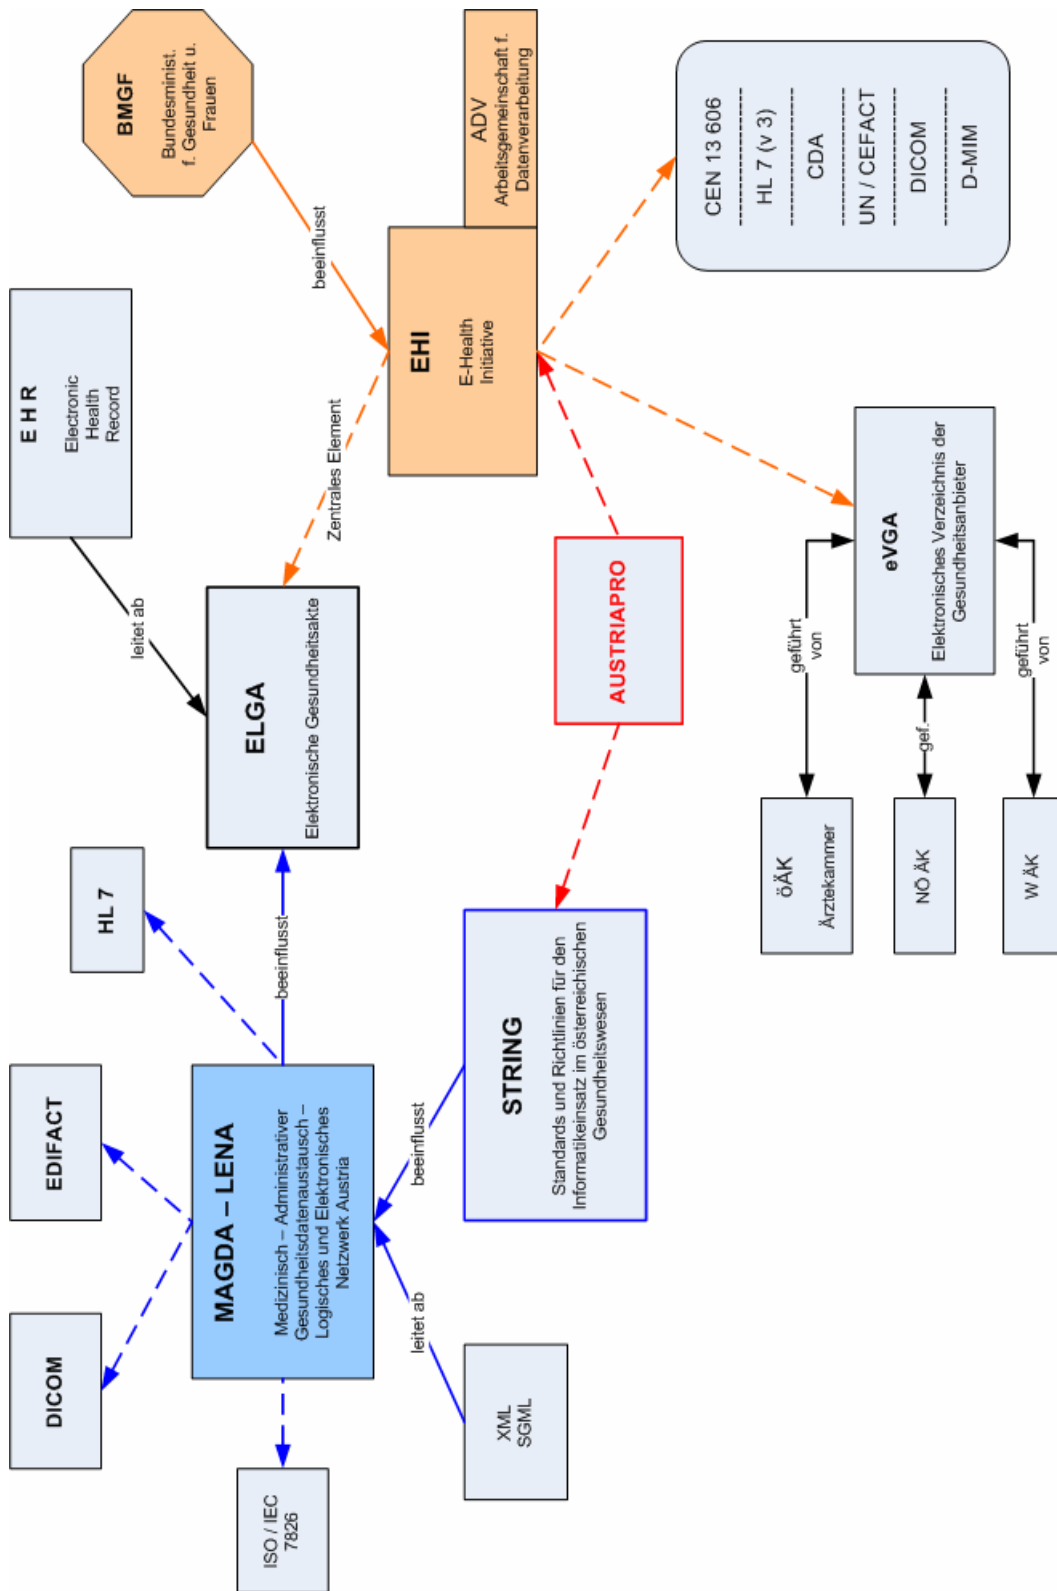 DICOM
EDIFACT
E H R
Electronic
Health
Record
HL 7
BMGF
Bundesminist.
f. Gesundheit u.
Frauen
leitet ab
ISO / IEC
7826
MAGDA – LENA
Medizinisch – Administrativer
Gesundheitsdatenaustausch –
Logisches und Elektronisches
Netzwerk Austria
beeinflusst
ELGA
Elektronische Gesundheitsakte
Zentrales Element
beeinflusst
leitet ab
beeinflusst
EHI
E-Health
Initiative
ADV
Arbeitsgemeinschaft f.
Datenverarbeitung
XML
SGML
STRING
Standards und Richtlinien für den
Informatikeinsatz im österreichischen
Gesundheitswesen
AUSTRIAPRO
CEN 13 606
HL 7 (v 3)
CDA
UN / CEFACT
DICOM
D-MIM
öÄK
Ärztekammer
geführt
von
NÖ ÄK
gef.
eVGA
Elektronisches Verzeichnis der
Gesundheitsanbieter
W ÄK
geführt
von